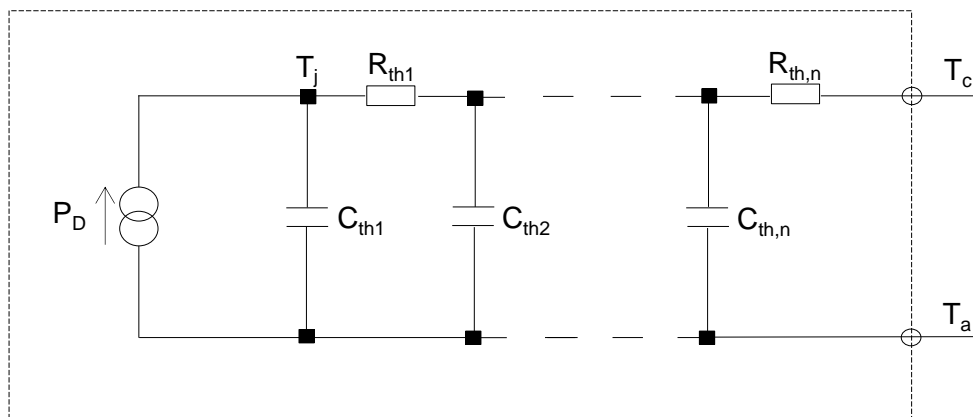 T_j
R_th1
R_th,n
T_c
P_D
C_th1
C_th2
C_th,n
T_a